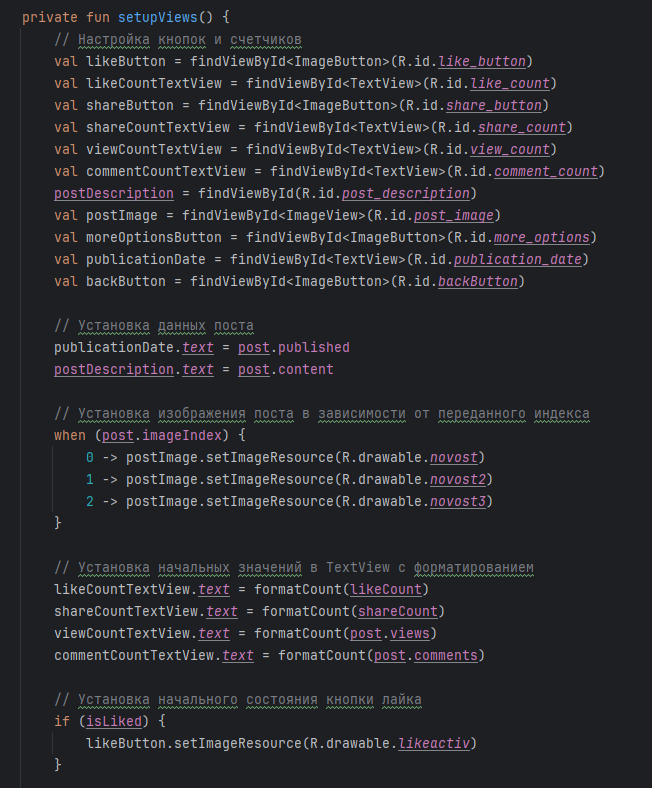 private fun setupViews() {
// Настройка кнопок и счетчиков
val likeButton = findViewById<ImageButton>(R.id.like_button)
val likeCountTextView = findViewById<TextView>(R.id.like_count)
val shareButton = findViewById<ImageButton>(R.id.share_button)
val shareCountTextView = findViewById<TextView>(R.id.share_count)
val viewCountTextView = findViewById<TextView>(R.id.view_count)
val commentCountTextView = findViewById<TextView>(R.id.comment_count)
postDescription = findViewById(R.id.post_description)
val postImage = findViewById<ImageView>(R.id.post_image)
val moreOptionsButton = findViewById<ImageButton>(R.id.more_options)
val publicationDate = findViewById<TextView>(R.id.publication_date)
val backButton = findViewById<ImageButton>(R.id.backButton)
// Установка данных поста
publicationDate.text = post.published
postDescription.text = post.content
// Установка изображения поста в зависимости от переданного индекса
when (post.imageIndex) {
0 -> postImage.setImageResource(R.drawable.novost)
1 -> postImage.setImageResource(R.drawable.novost2)
2 -> postImage.setImageResource(R.drawable.novost3)
}
// Установка начальных значений в TextView с форматированием
likeCountTextView.text = formatCount(likeCount)
shareCountTextView.text = formatCount(shareCount)
viewCountTextView.text = formatCount(post.views)
commentCountTextView.text = formatCount(post.comments)
// Установка начального состояния кнопки лайка
if (isLiked) {
likeButton.setImageResource(R.drawable.likeactiv)
}